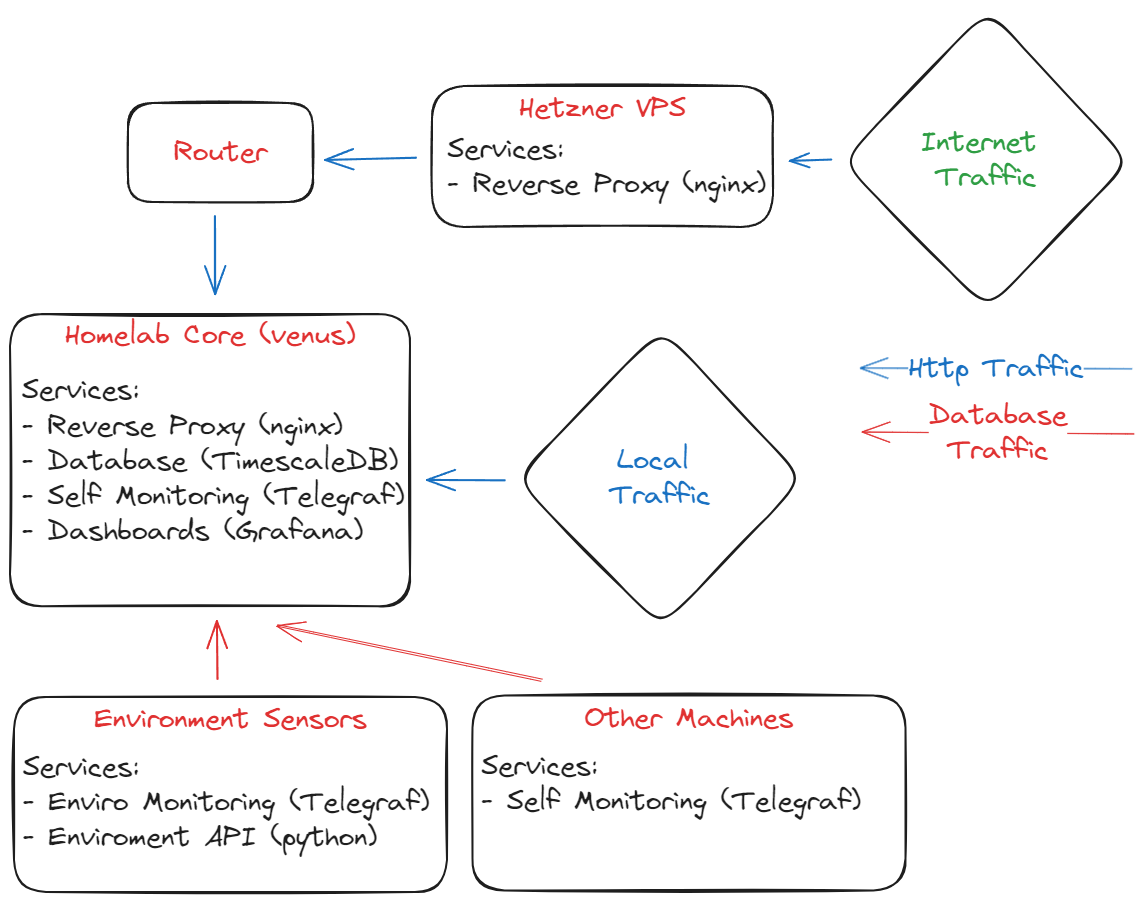 Hetzner VPS
Services:
- Reverse Proxy (nginx)
Router
Internet
Traffic
Homelab Core (venus)
Services:
- Reverse Proxy (nginx)
- Database (TimescaleDB)
- Self Monitoring (Telegraf)
- Dashboards (Grafana)
Local
Traffic
Http Traffic
Database
Traffic
Environment Sensors
Services:
- Enviro Monitoring (Telegraf)
- Enviroment API (python)
Other Machines
Services:
- Self Monitoring (Telegraf)